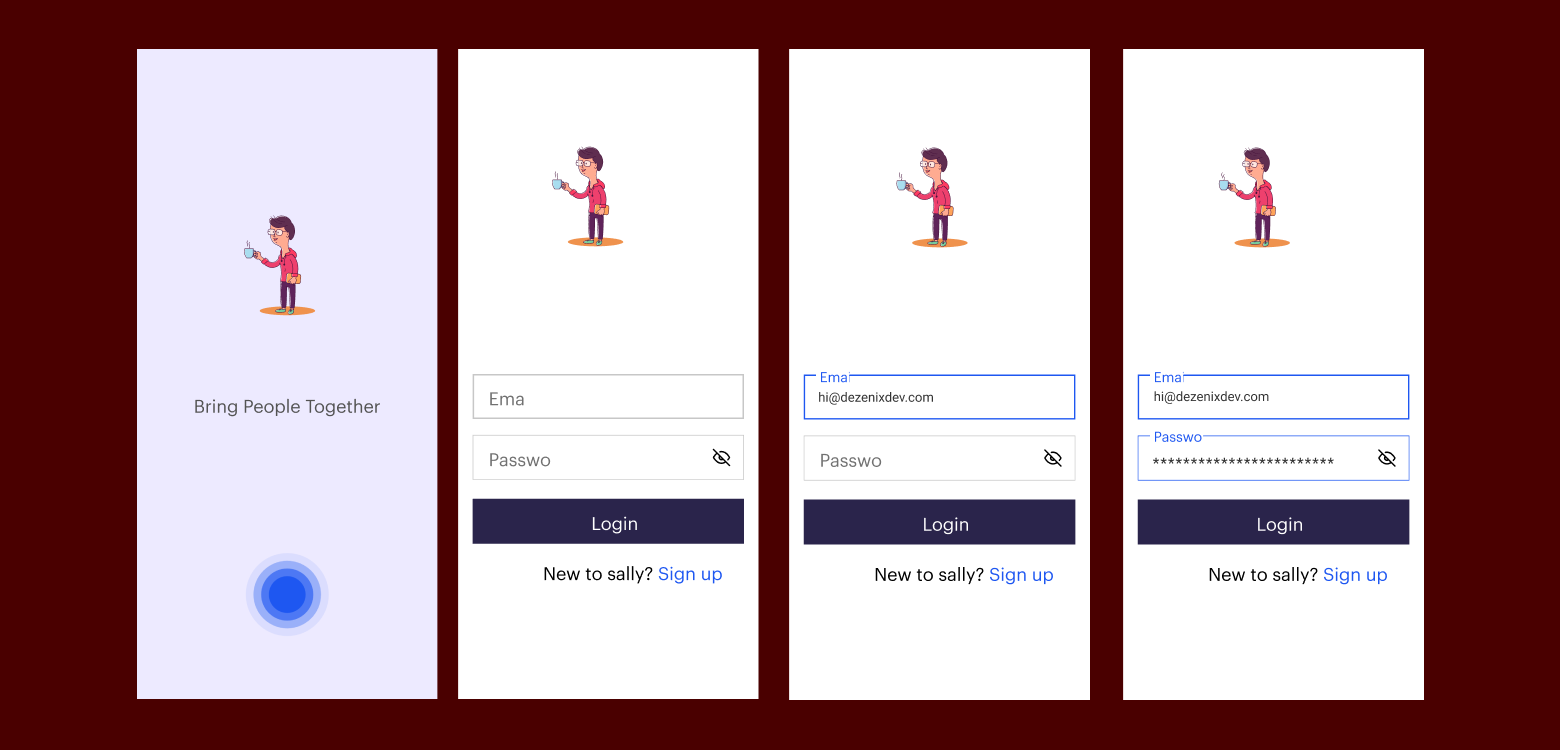 Bring People Together
Ema
Passwo
Login
New to sally? Sign up
Ema
hi@dezenixdev.com
Passwo
Login
New to sally? Sign up
Ema
hi@dezenixdev.com
Passwo
************************
Login
New to sally? Sign up